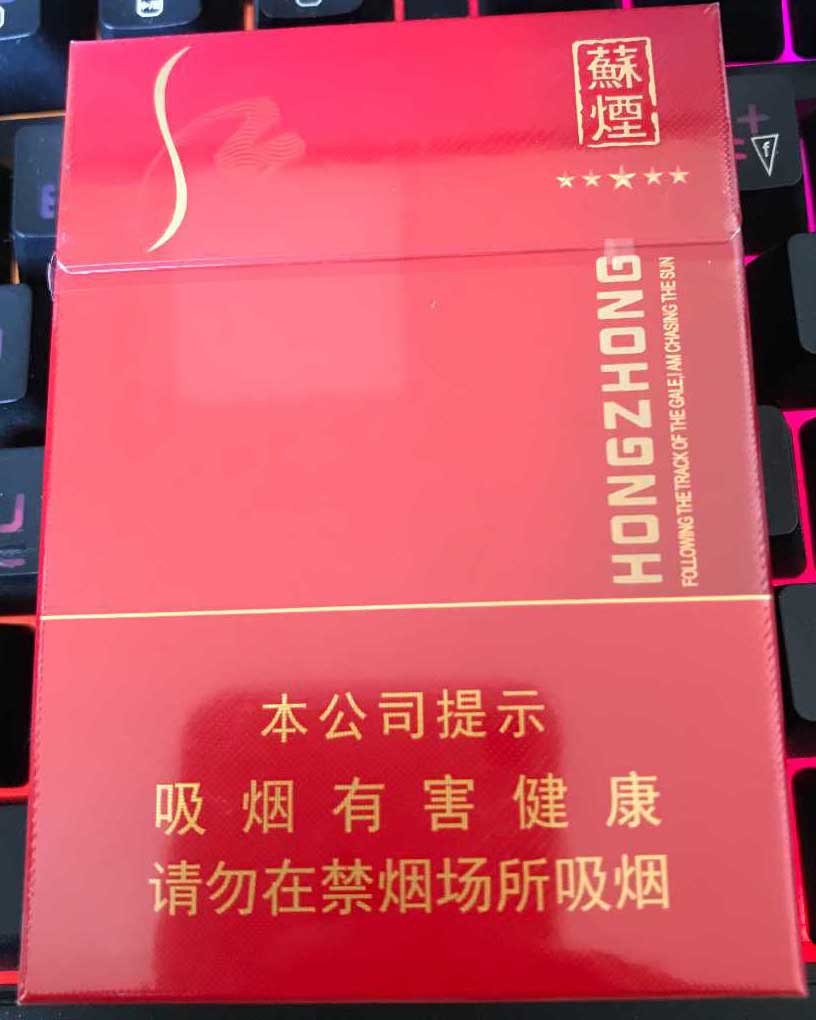 蘇
煙
HONGZHONG
FOLLOWING THE TRACK OF THE GALE,I AM CHASING THE SUN
本公司提示
吸烟有害健康
请勿在禁烟场所吸烟